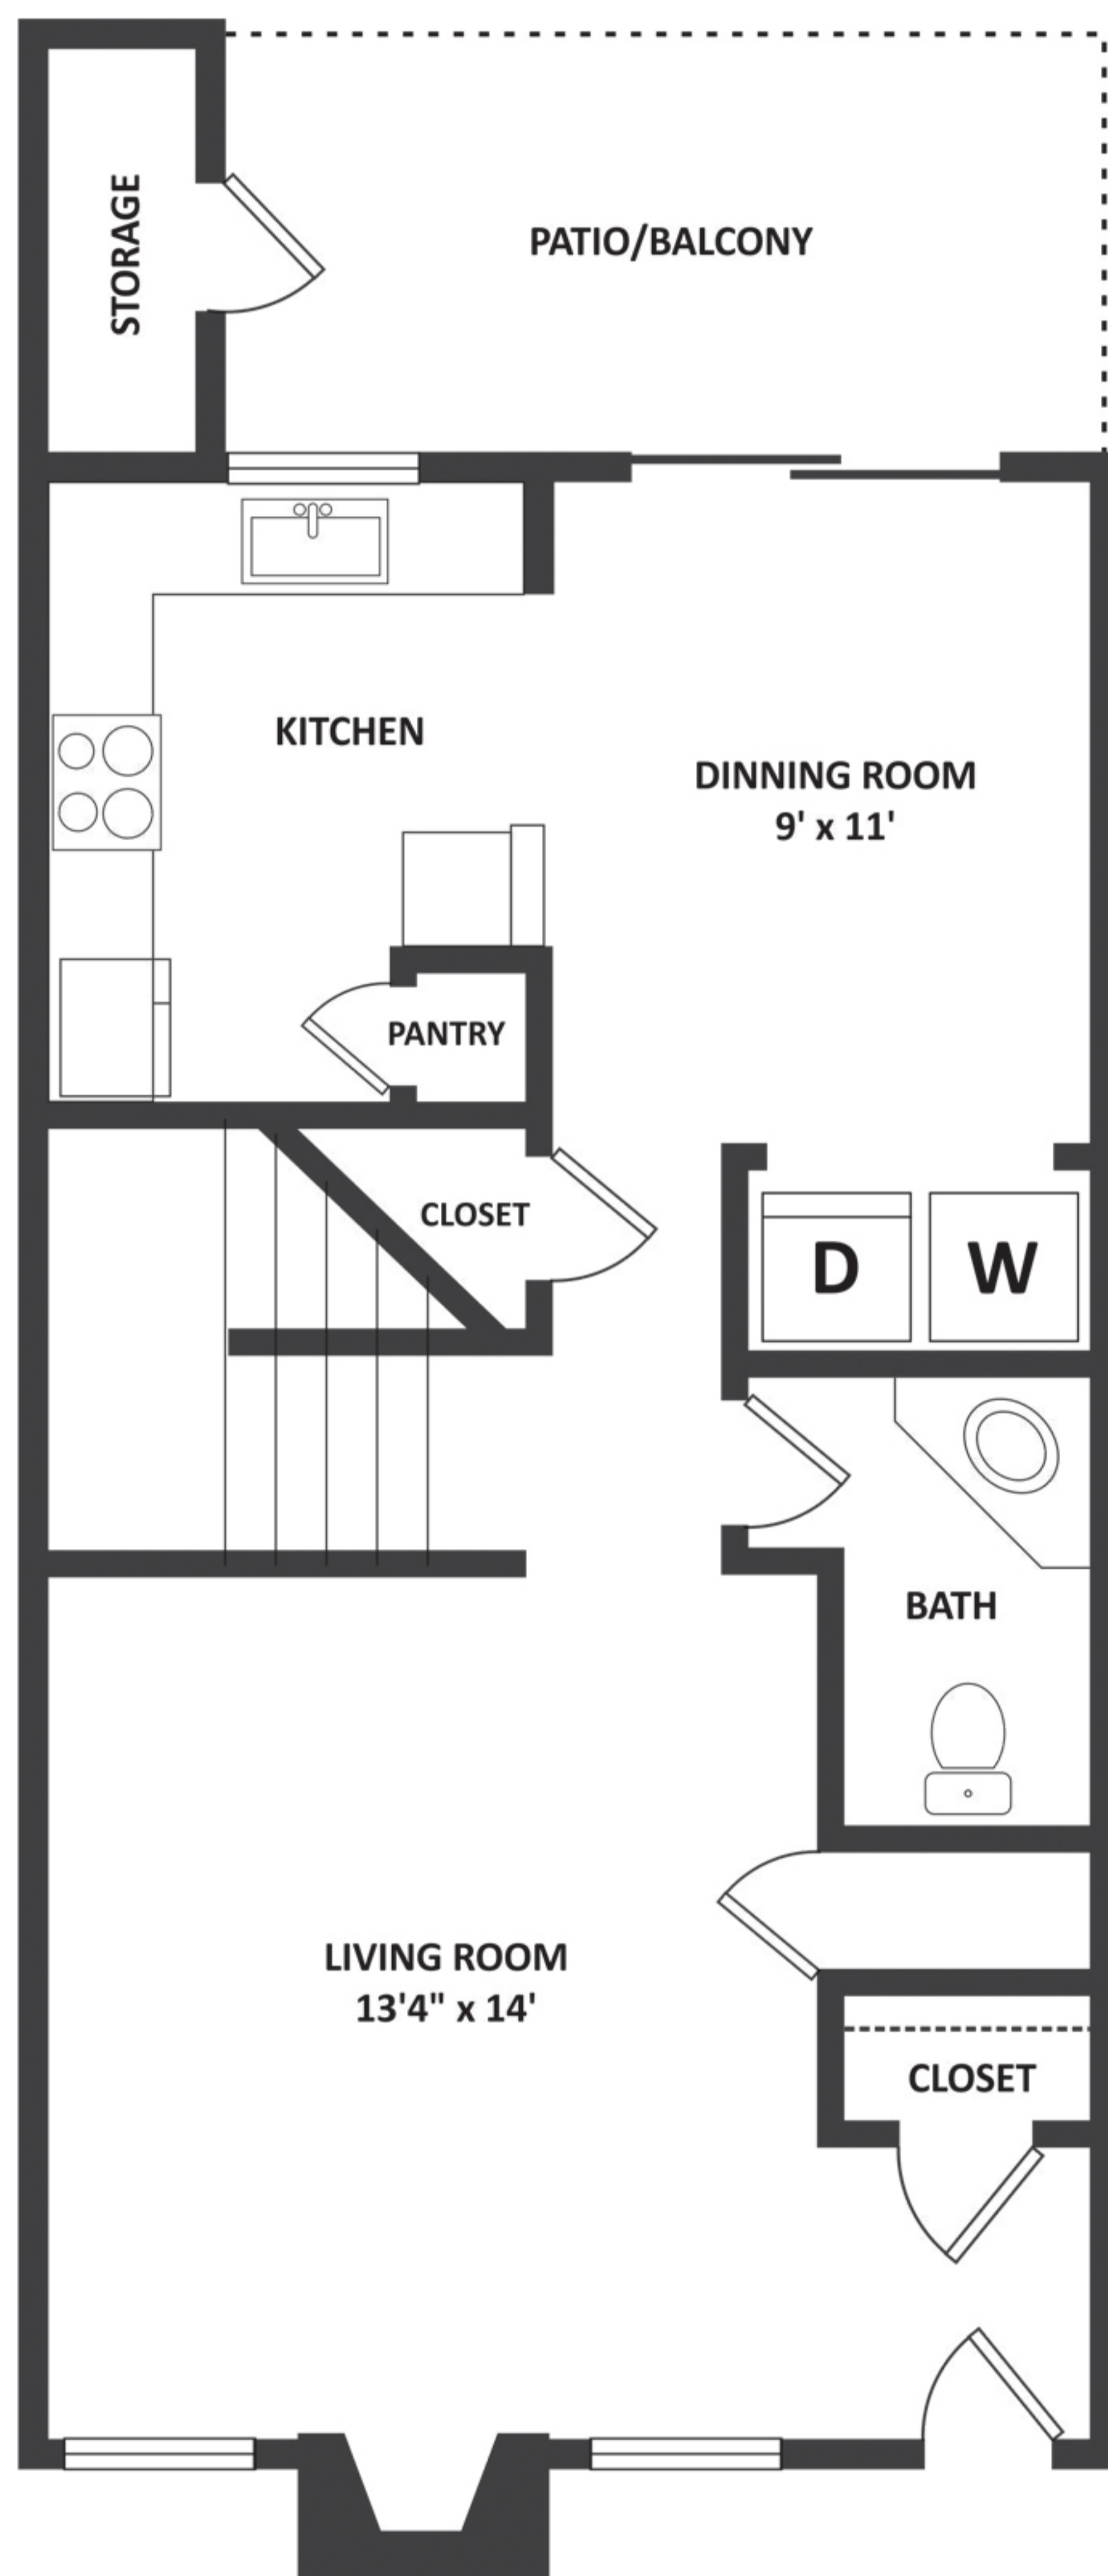 STORAGE
PATIO/BALCONY
KITCHEN
DINNING ROOM
9' x 11'
PANTRY
CLOSET
D
W
BATH
LIVING ROOM
13'4" x 14'
CLOSET